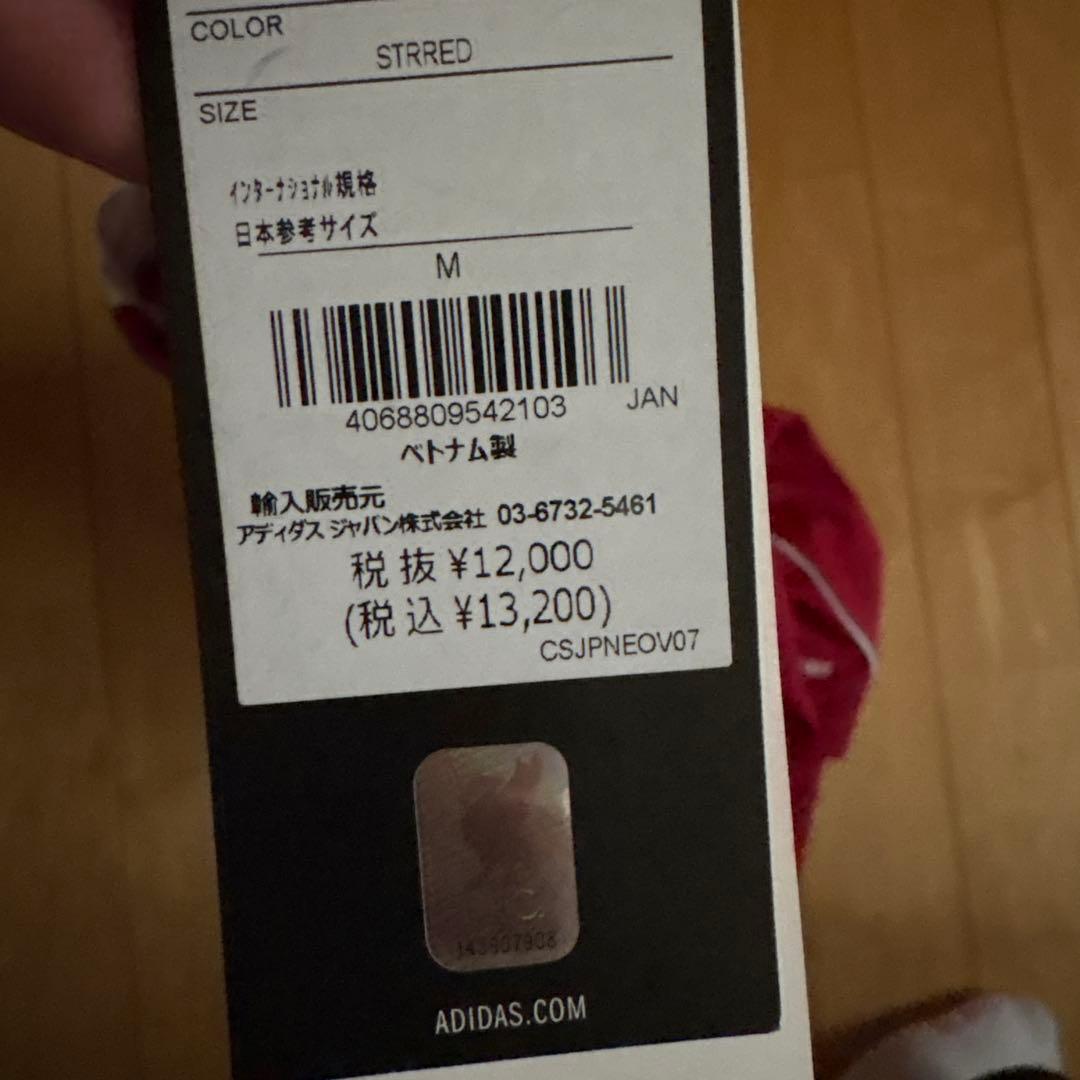 COLOR
STRRED
SIZE
インターナショナル規格
日本参考サイズ
M
4068809542103
JAN
ベトナム製
輸入販売元
アディダス ジャパン株式会社 03-6732-5461
税抜 ¥12,000
(税込 ¥13,200)
CSJPNEOV07
ADIDAS.COM